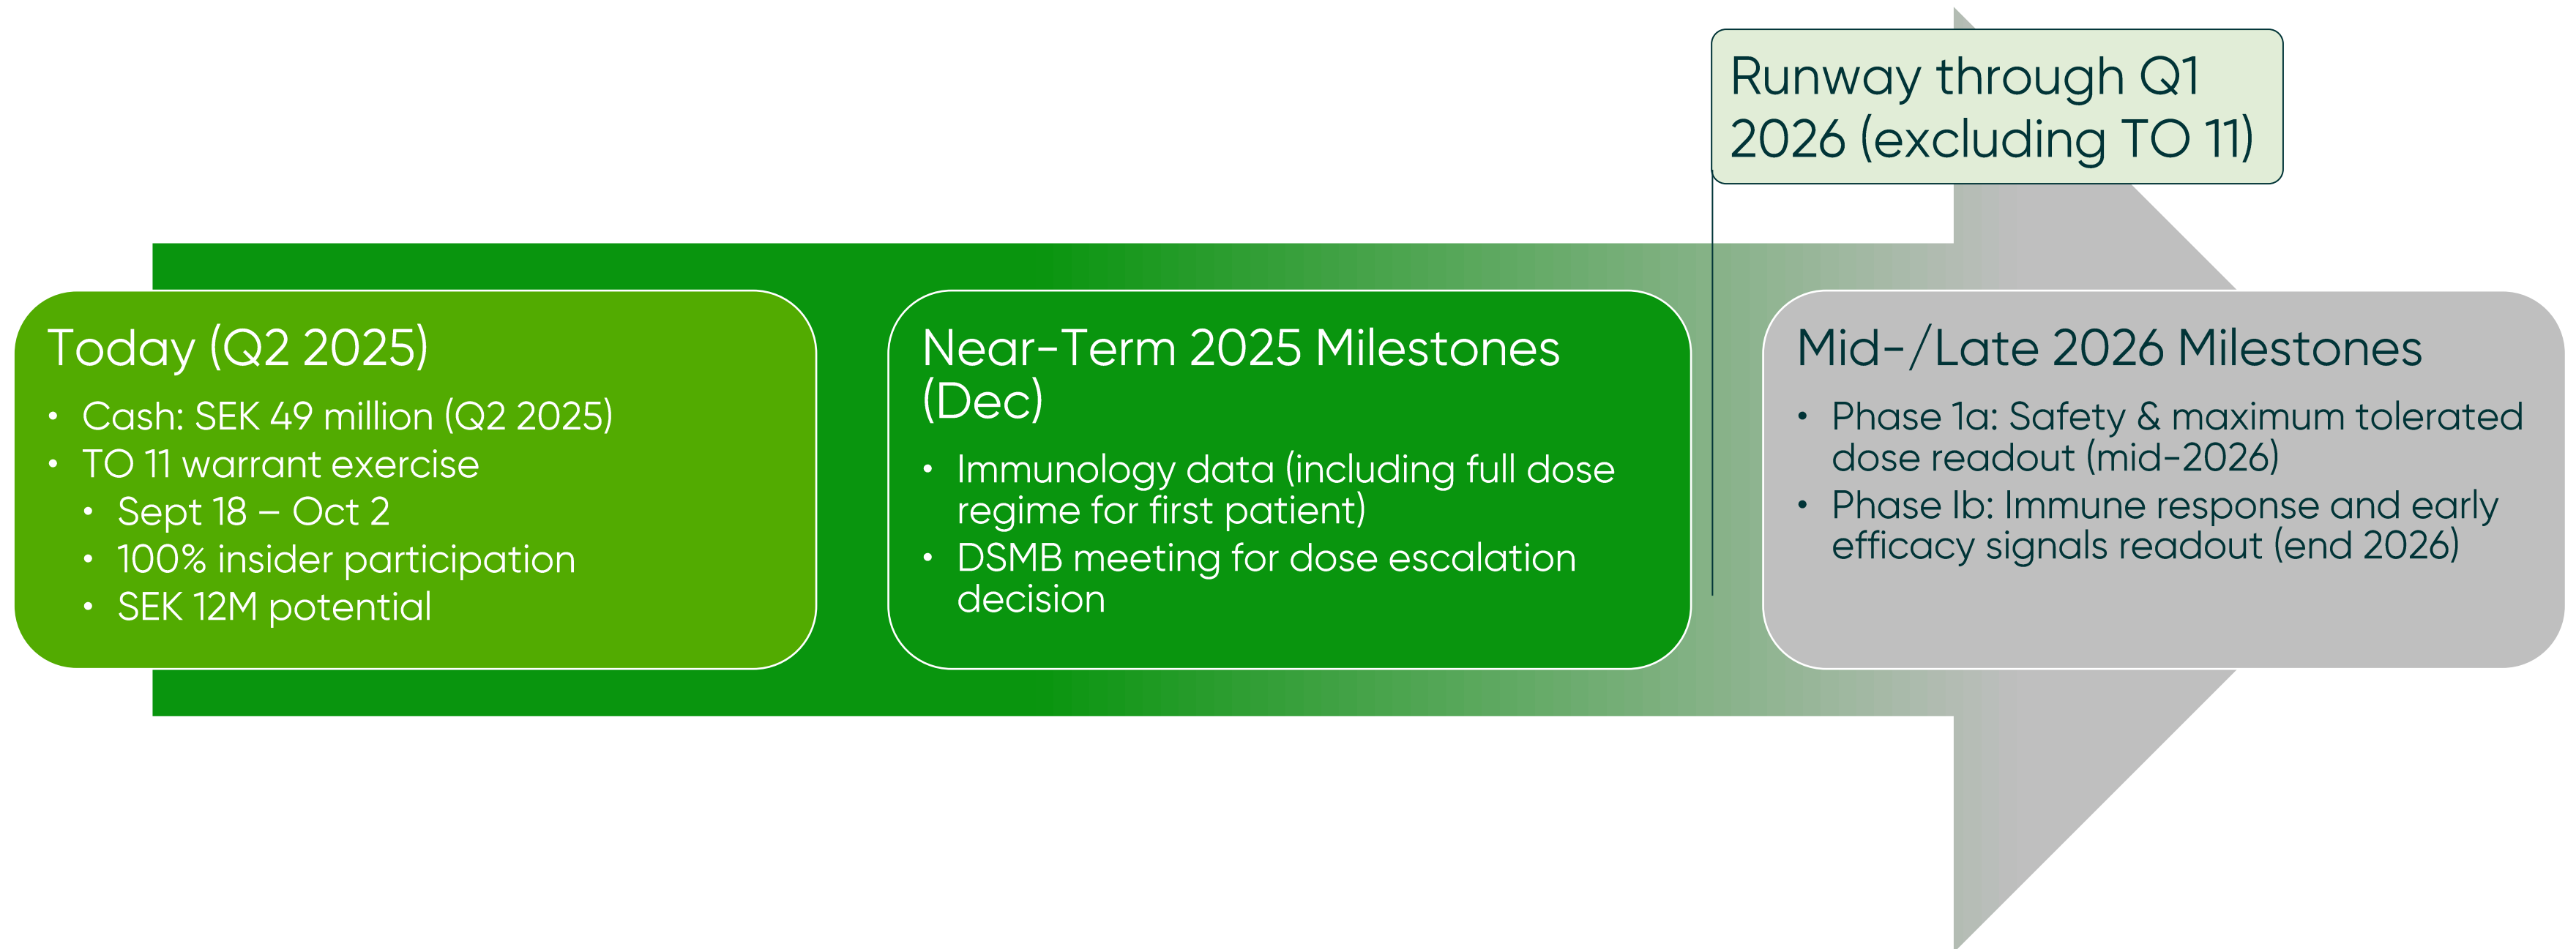 Runway through Q1
2026 (excluding TO 11)
Today (Q2 2025)
• Cash: SEK 49 million (Q2 2025)
• TO 11 warrant exercise
• Sept 18 – Oct 2
• 100% insider participation
• SEK 12M potential
Near-Term 2025 Milestones
(Dec)
• Immunology data (including full dose
regime for first patient)
• DSMB meeting for dose escalation
decision
Mid-/Late 2026 Milestones
• Phase 1a: Safety & maximum tolerated
dose readout (mid-2026)
• Phase Ib: Immune response and early
efficacy signals readout (end 2026)